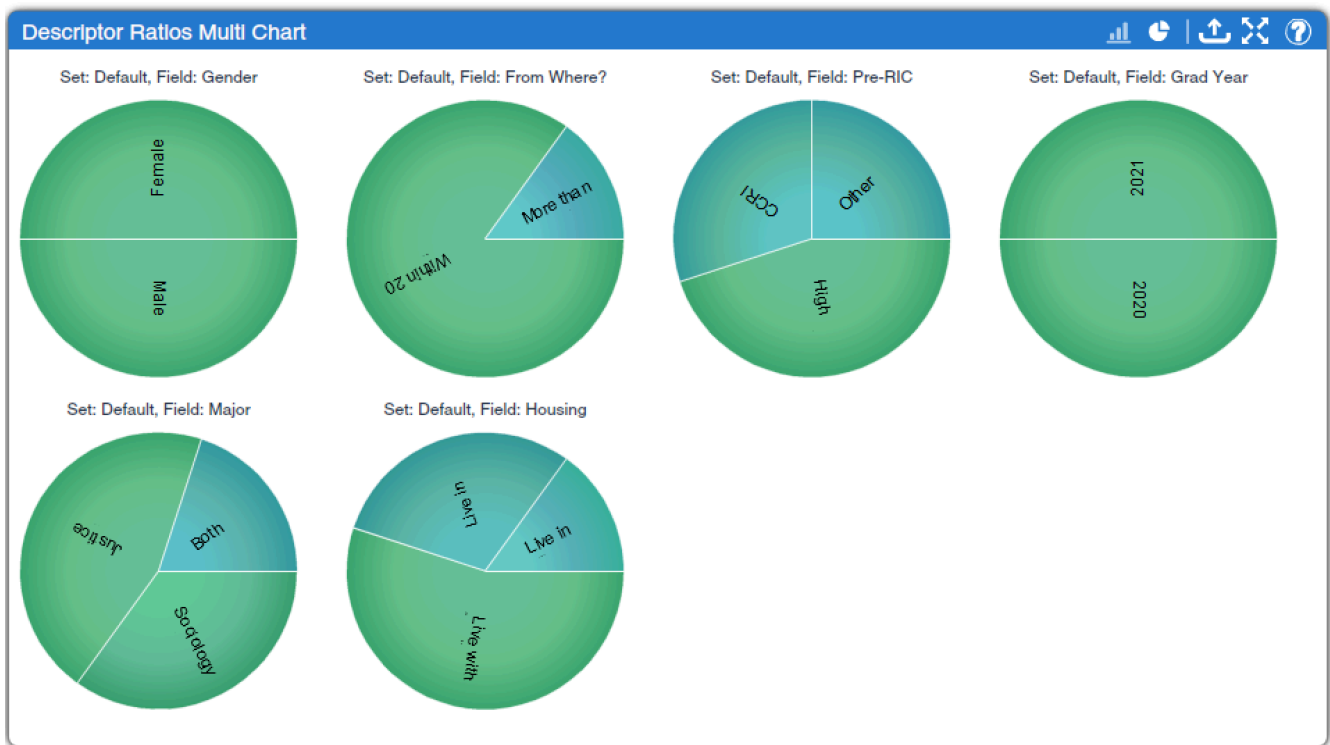 Descriptor Ratios Multi Chart
Set: Default, Field: Gender
Female
Male
Set: Default, Field: From Where?
More than
Within 20
Set: Default, Field: Pre-RIC
CCRI
Other
High
Set: Default, Field: Grad Year
2021
2020
Set: Default, Field: Major
Justice
Both
Sociology
Set: Default, Field: Housing
Live in
Live in
Live with